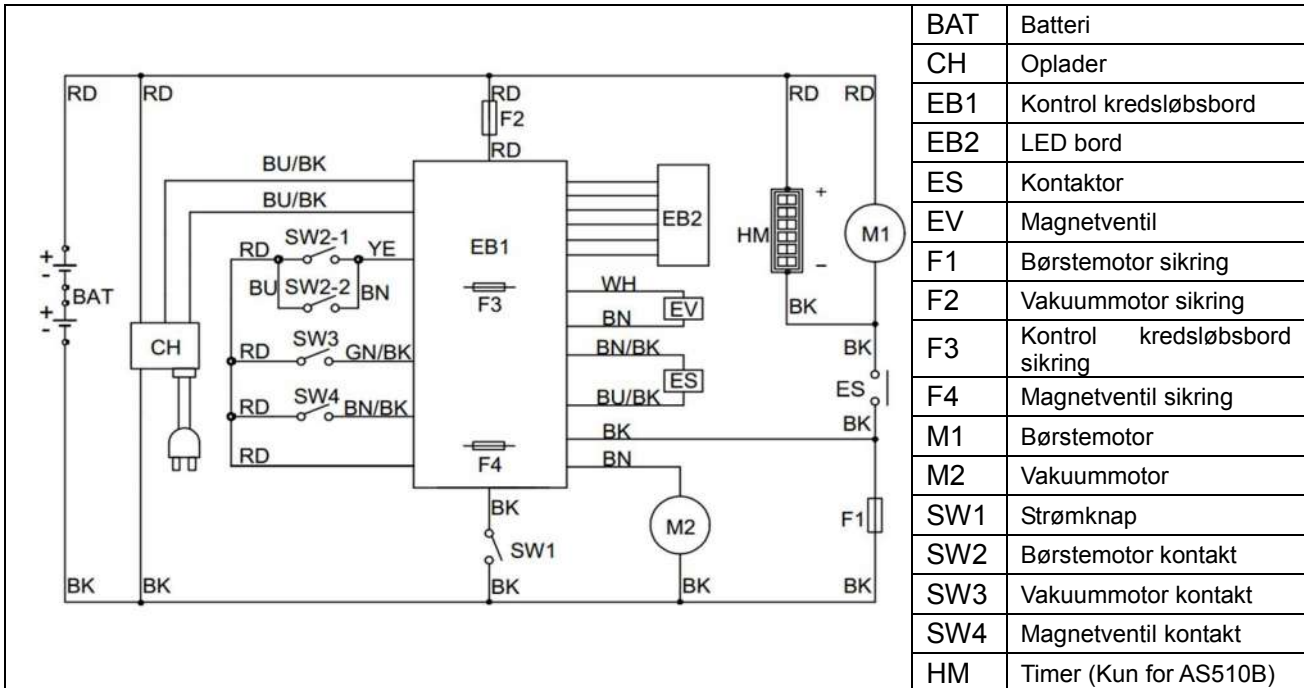 RD RD RD RD RD
F2
RD
BU/BK
BU/BK
SW2-1
RD YE
BU SW2-2 BN
EB1
EB2
+
HM M1
−
F3
WH
EV
BN
BK
+
-
+
-
BAT
CH
SW3
RD GN/BK
BN/BK
ES
BU/BK
BK
ES
BK
SW4
RD BN/BK
RD
F4
BK
BN
BK
SW1
M2
F1
BK BK BK BK
BAT Batteri
CH Oplader
EB1 Kontrol kredsløbsbord
EB2 LED bord
ES Kontaktor
EV Magnetventil
F1 Børstemotor sikring
F2 Vakuummotor sikring
F3 Kontrol kredsløbsbord
sikring
F4 Magnetventil sikring
M1 Børstemotor
M2 Vakuummotor
SW1 Strømknap
SW2 Børstemotor kontakt
SW3 Vakuummotor kontakt
SW4 Magnetventil kontakt
HM Timer (Kun for AS510B)